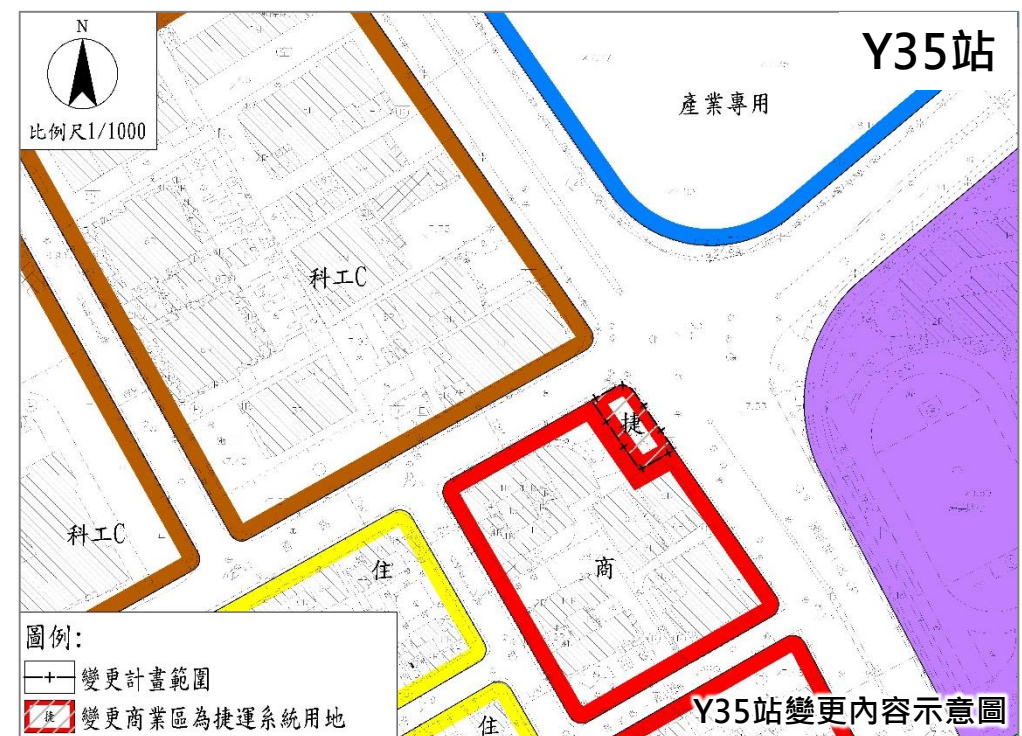 N
比例尺1/1000
Y35站
產業專用
科工C
捷
科工C
住
商
圖例:
變更計畫範圍
捷 變更商業區為捷運系統用地
住
Y35站變更內容示意圖